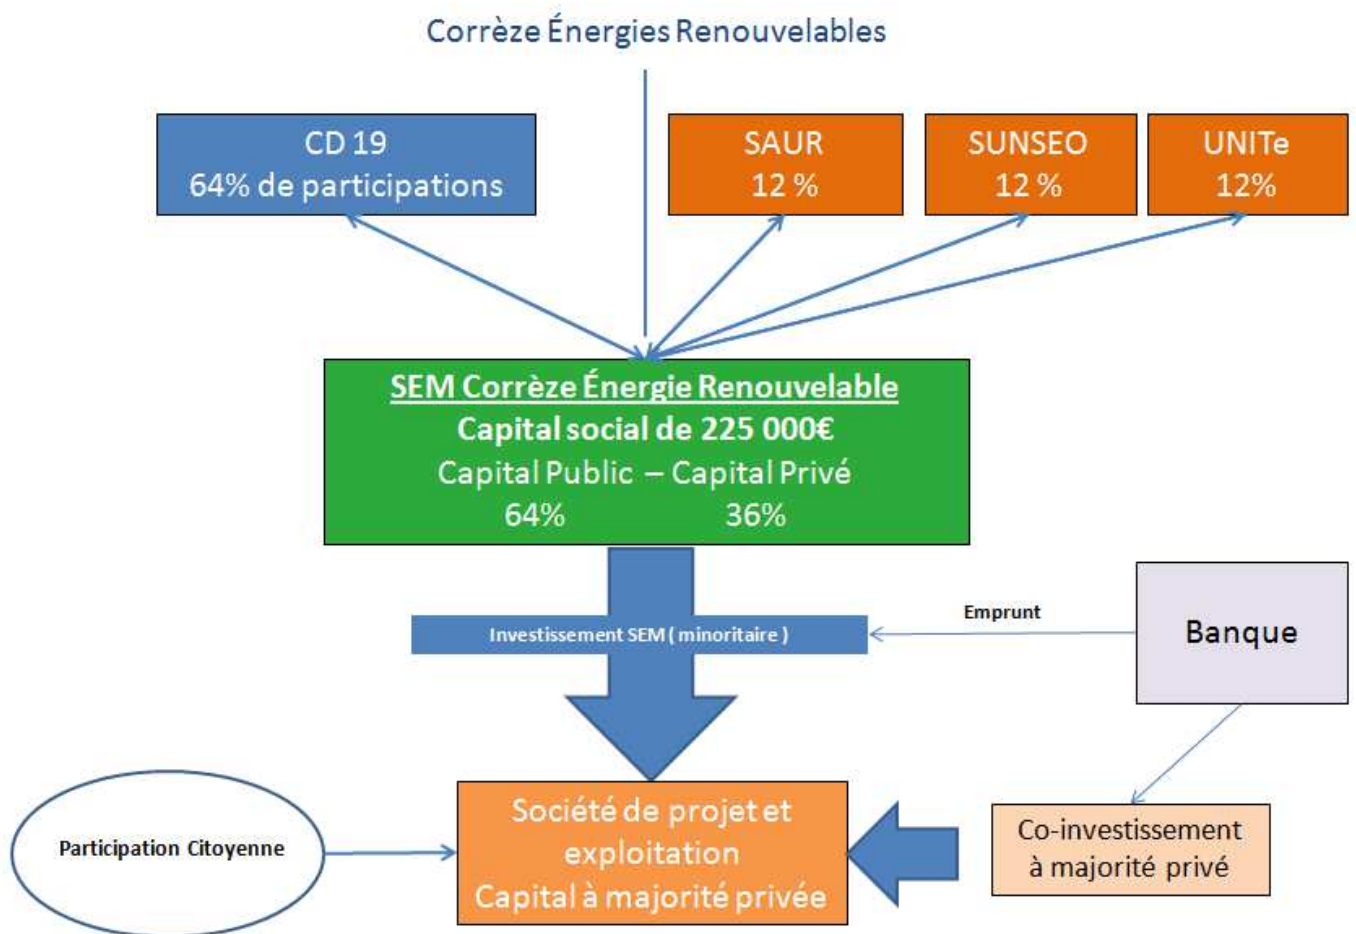 Corrèze Énergies Renouvelables
CD 19
64% de participations
SAUR
12 %
SUNSEO
12 %
UNITe
12%
SEM Corrèze Énergie Renouvelable
Capital social de 225 000€
Capital Public – Capital Privé
64% 36%
Investissement SEM ( minoritaire )
Emprunt
Banque
Participation Citoyenne
Société de projet et
exploitation
Capital à majorité privée
Co-investissement
à majorité privé